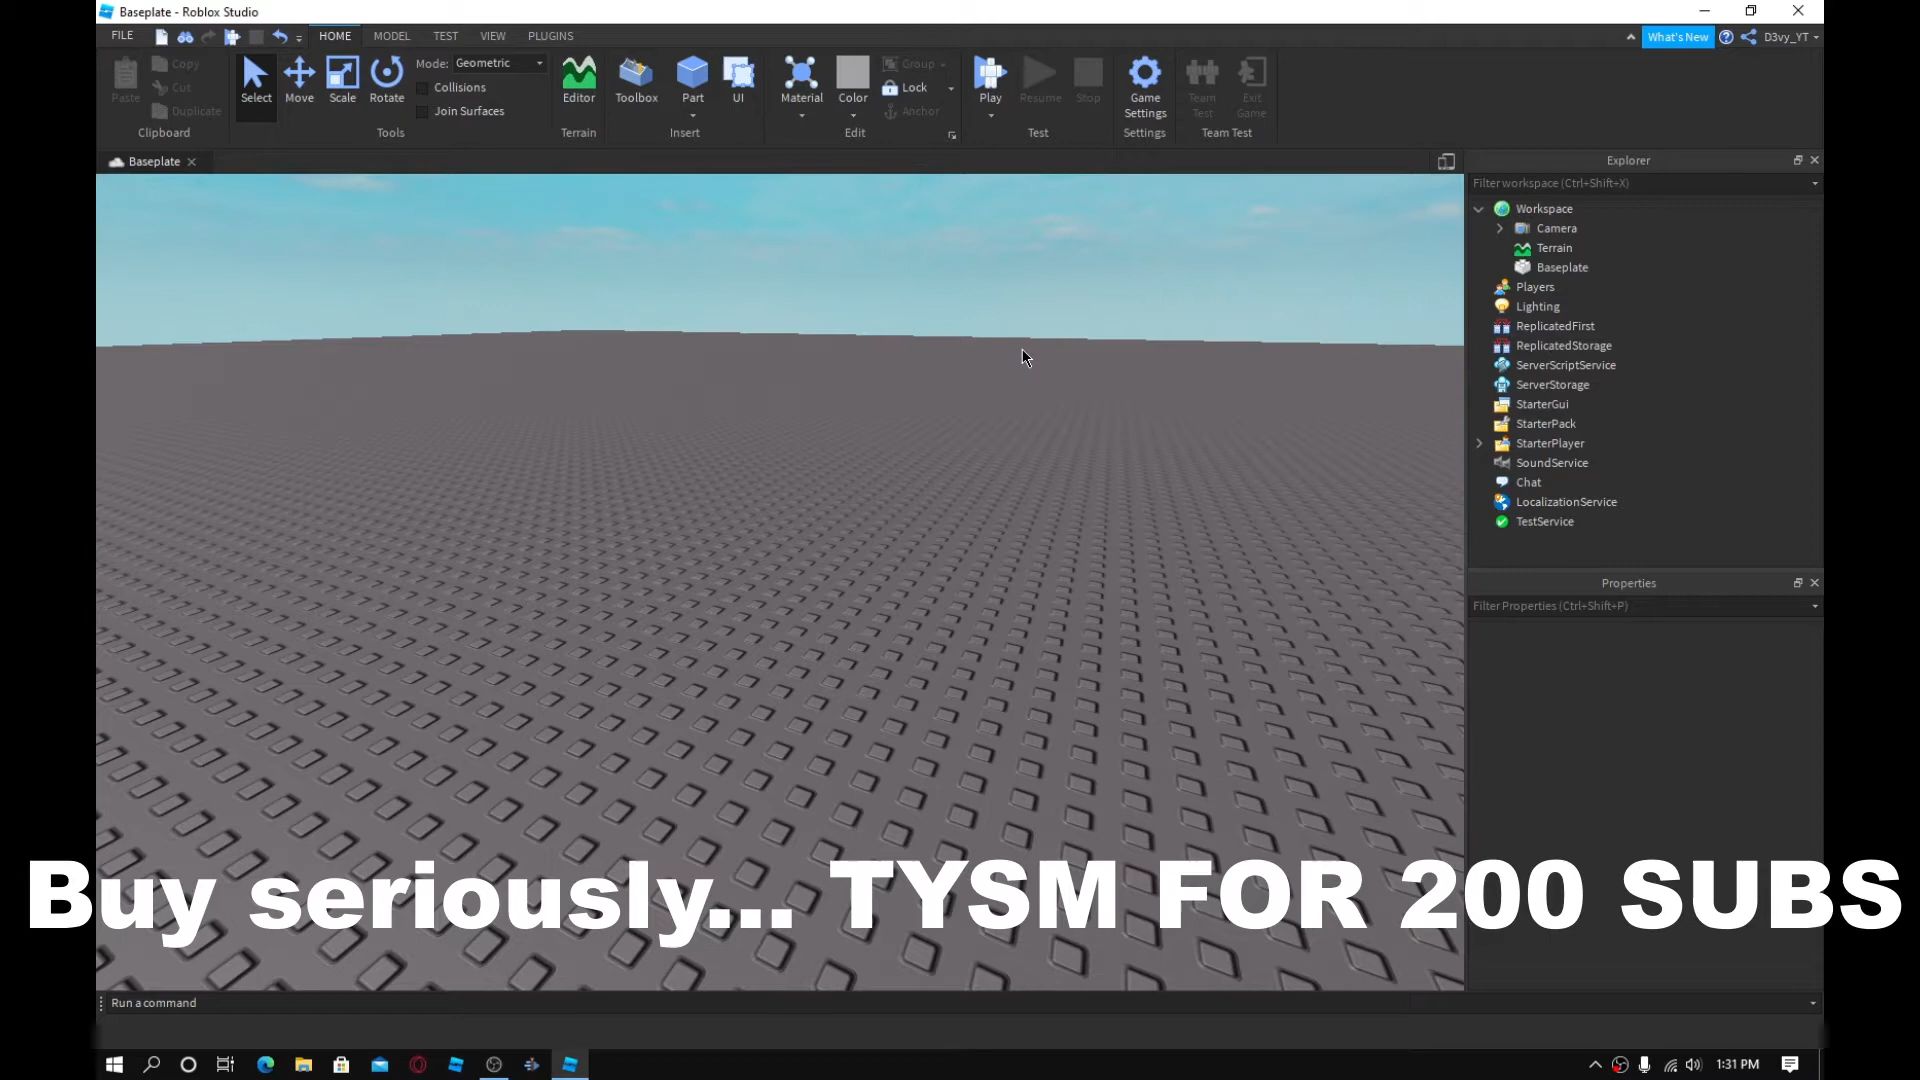 Baseplate - Roblox Studio
FILE HOME MODEL TEST VIEW PLUGINS What's New D3vy_YT
Paste Copy Cut Duplicate Clipboard
Select Move Scale Rotate Mode: Geometric Collisions Join Surfaces Tools
Editor Terrain
Toolbox Part UI Insert
Material Color Group Lock Anchor Edit
Play Resume Stop Test
Game Settings Settings
Team Test Exit Game Team Test
Baseplate
Explorer
Filter workspace (Ctrl+Shift+X)
Workspace
Camera
Terrain
Baseplate
Players
Lighting
ReplicatedFirst
ReplicatedStorage
ServerScriptService
ServerStorage
StarterGui
StarterPack
StarterPlayer
SoundService
Chat
LocalizationService
TestService
Properties
Filter Properties (Ctrl+Shift+P)
Buy seriously... TYSM FOR 200 SUBS
Run a command
1:31 PM